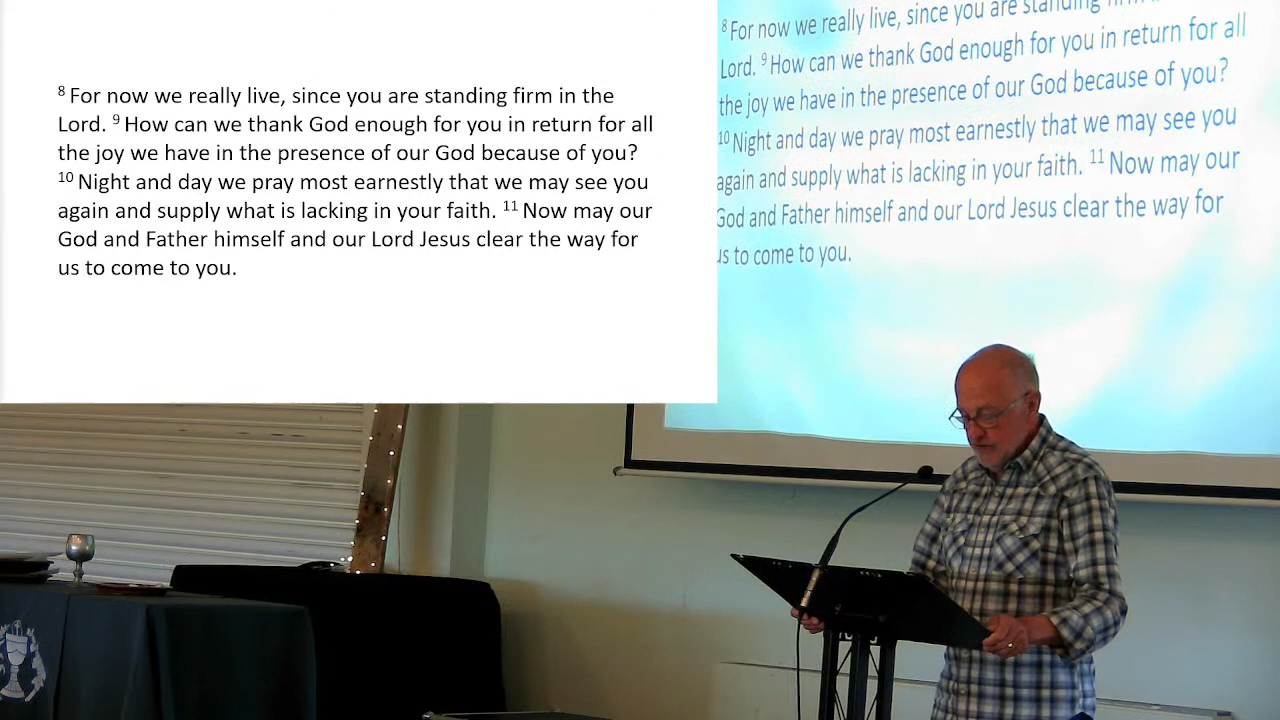 ⁸ For now we really live, since you are standing firm in the
Lord. ⁹ How can we thank God enough for you in return for all
the joy we have in the presence of our God because of you?
¹⁰ Night and day we pray most earnestly that we may see you
again and supply what is lacking in your faith. ¹¹ Now may our
God and Father himself and our Lord Jesus clear the way for
us to come to you.
⁸ For now we really live, since you are standing firm
Lord. ⁹ How can we thank God enough for you in return for all
the joy we have in the presence of our God because of you?
¹⁰ Night and day we pray most earnestly that we may see you
again and supply what is lacking in your faith. ¹¹ Now may our
God and Father himself and our Lord Jesus clear the way for
us to come to you.